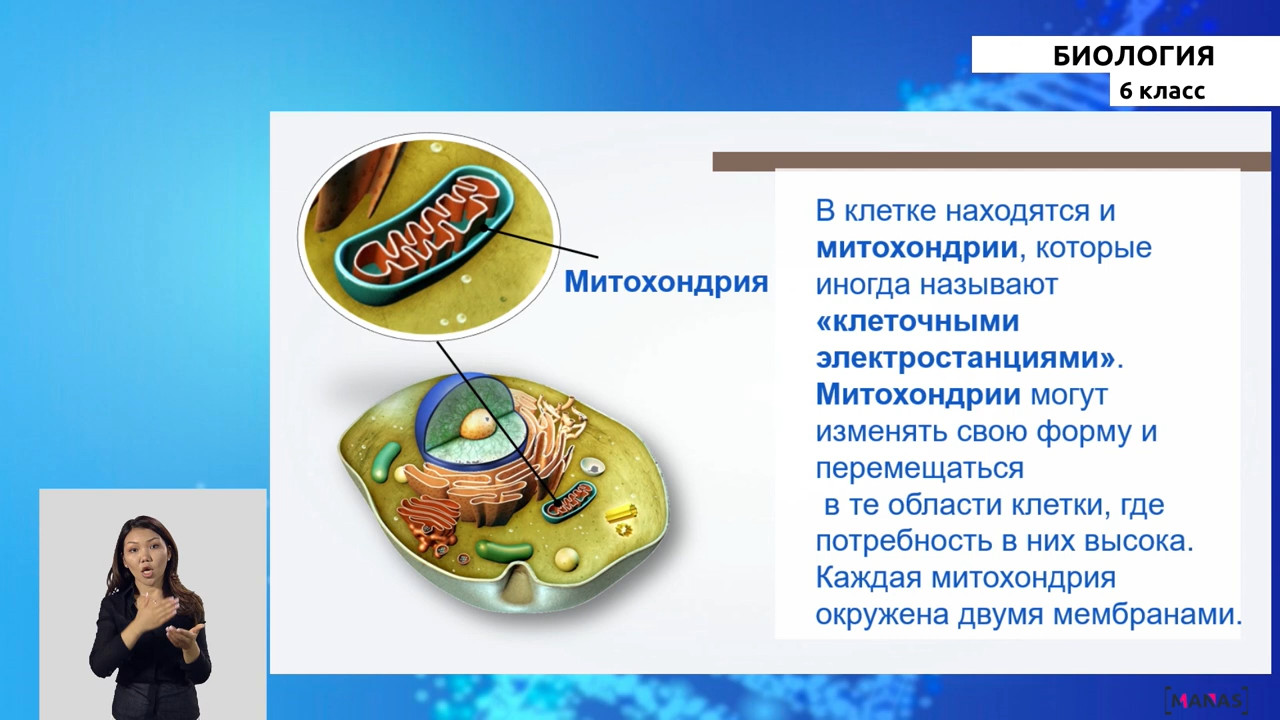 БИОЛОГИЯ
6 класс
Митохондрия
В клетке находятся и
митохондрии, которые
иногда называют
«клеточными
электростанциями».
Митохондрии могут
изменять свою форму и
перемещаться
в те области клетки, где
потребность в них высока.
Каждая митохондрия
окружена двумя мембранами.
[MANAS]